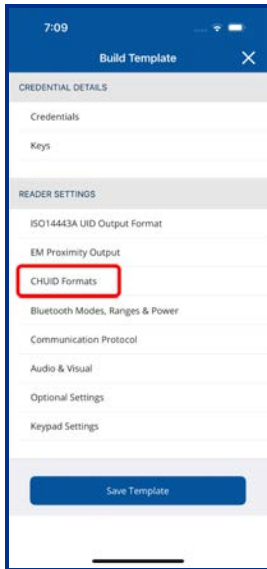 7:09
Build Template
CREDENTIAL DETAILS
Credentials
Keys
READER SETTINGS
ISO14443A UID Output Format
EM Proximity Output
CHUID Formats
Bluetooth Modes, Ranges & Power
Communication Protocol
Audio & Visual
Optional Settings
Keypad Settings
Save Template